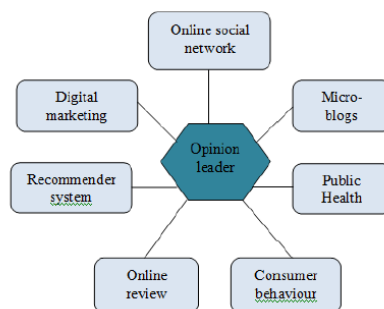 Online social
network
Digital
marketing
Micro-
blogs
Opinion
leader
Recommender
system
Public
Health
Online
review
Consumer
behaviour